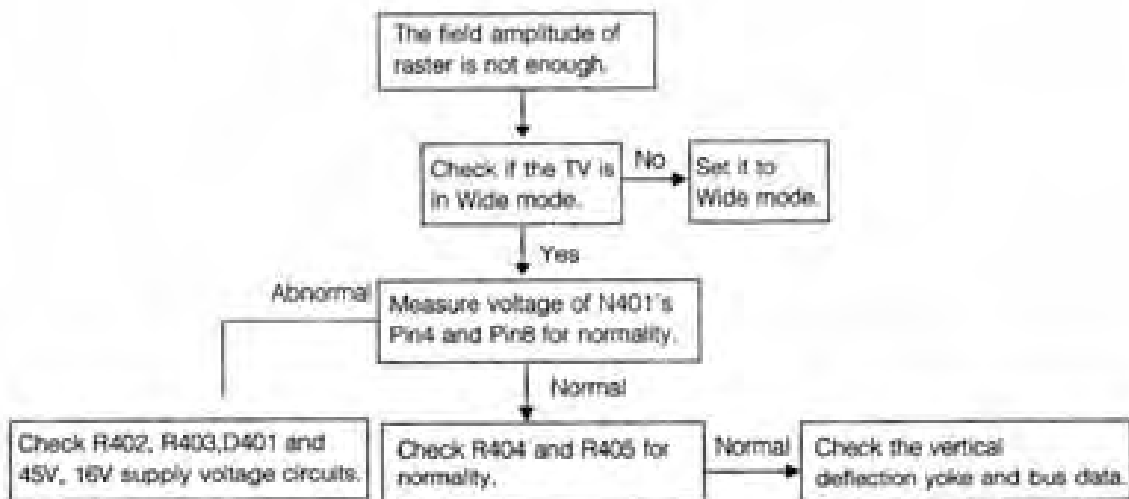 The field amplitude of
raster is not enough.
Check if the TV is
in Wide mode.
No
Set it to
Wide mode.
Yes
Abnormal
Measure voltage of N401's
Pin4 and Pin8 for normality.
Normal
Check R402, R403,D401 and
45V, 16V supply voltage circuits.
Check R404 and R405 for
normality.
Normal
Check the vertical
deflection yoke and bus data.